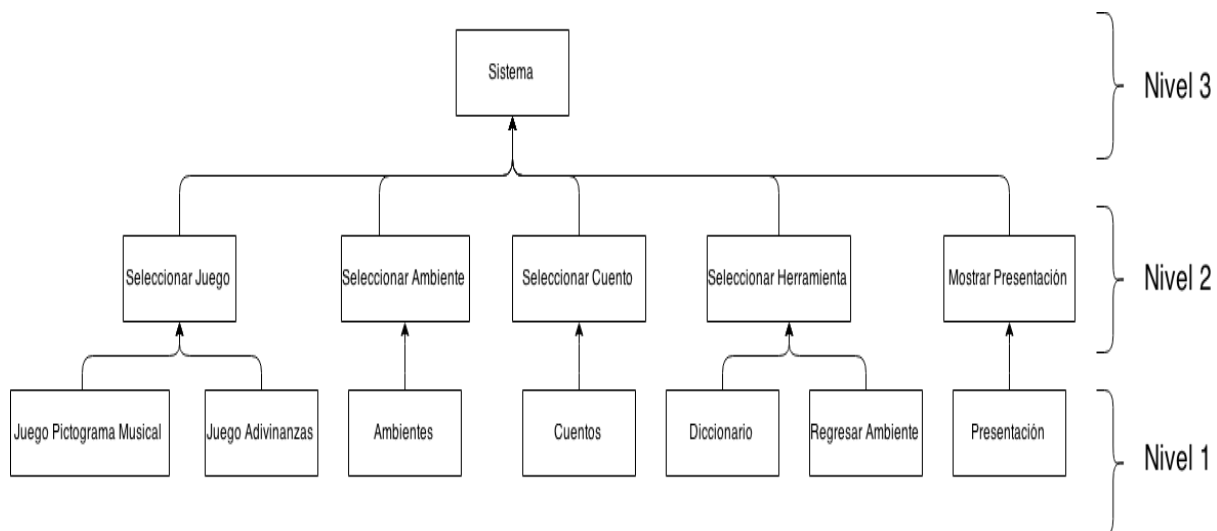 Sistema
Nivel 3
Seleccionar Juego
Seleccionar Ambiente
Seleccionar Cuento
Seleccionar Herramienta
Mostrar Presentación
Nivel 2
Juego Pictograma Musical
Juego Adivinanzas
Ambientes
Cuentos
Diccionario
Regresar Ambiente
Presentación
Nivel 1